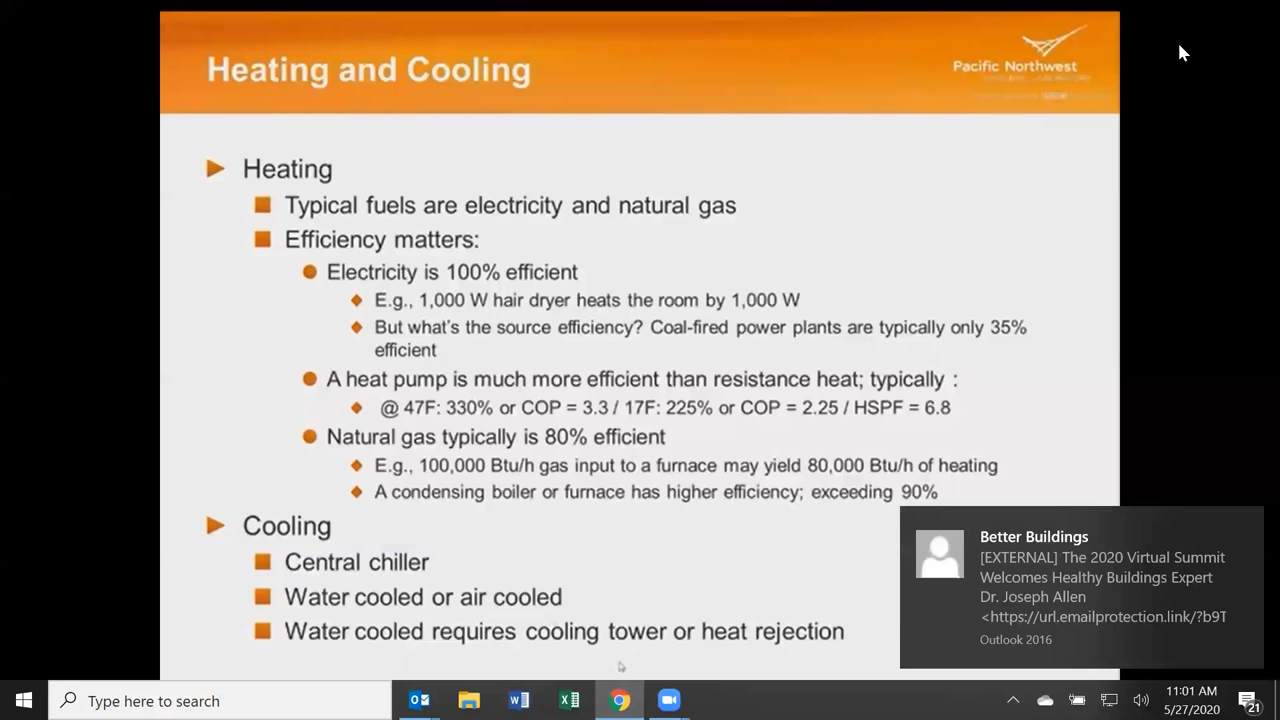 Heating and Cooling
Pacific Northwest
Heating
Typical fuels are electricity and natural gas
Efficiency matters:
Electricity is 100% efficient
E.g., 1,000 W hair dryer heats the room by 1,000 W
But what's the source efficiency? Coal-fired power plants are typically only 35%
efficient
A heat pump is much more efficient than resistance heat; typically :
@ 47F: 330% or COP = 3.3 / 17F: 225% or COP = 2.25 / HSPF = 6.8
Natural gas typically is 80% efficient
E.g., 100,000 Btu/h gas input to a furnace may yield 80,000 Btu/h of heating
A condensing boiler or furnace has higher efficiency; exceeding 90%
Cooling
Central chiller
Water cooled or air cooled
Water cooled requires cooling tower or heat rejection
Better Buildings
[EXTERNAL] The 2020 Virtual Summit
Welcomes Healthy Buildings Expert
Dr. Joseph Allen
<https://url.emailprotection.link/?b9T
Outlook 2016
Type here to search
11:01 AM
5/27/2020
21